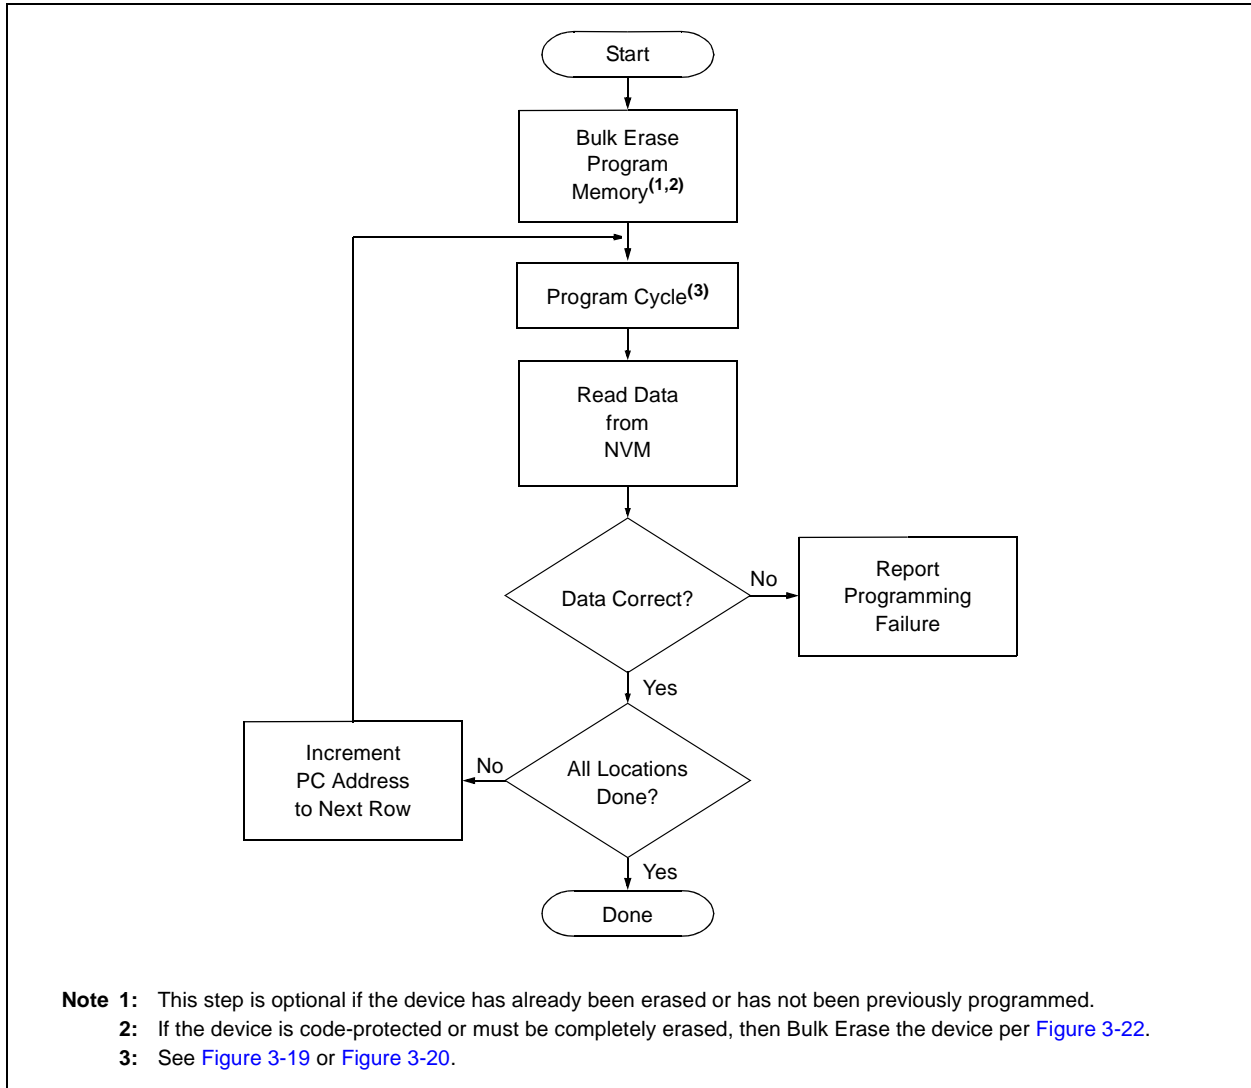 Start
Bulk Erase
Program
Memory(1,2)
Program Cycle(3)
Read Data
from
NVM
Data Correct?
No
Report
Programming
Failure
Yes
Increment
PC Address
to Next Row
No
All Locations
Done?
Yes
Done
Note 1: This step is optional if the device has already been erased or has not been previously programmed.
2: If the device is code-protected or must be completely erased, then Bulk Erase the device per Figure 3-22.
3: See Figure 3-19 or Figure 3-20.